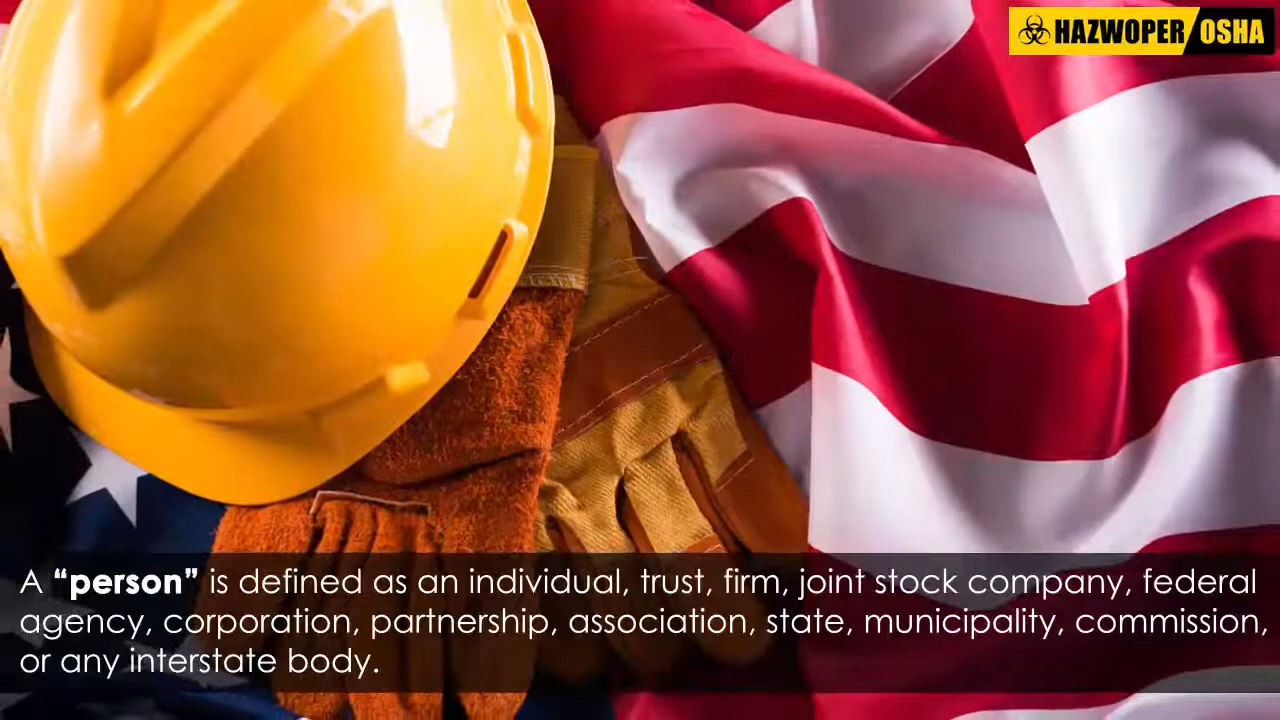 HAZWOPER OSHA
A “person” is defined as an individual, trust, firm, joint stock company, federal
agency, corporation, partnership, association, state, municipality, commission,
or any interstate body.